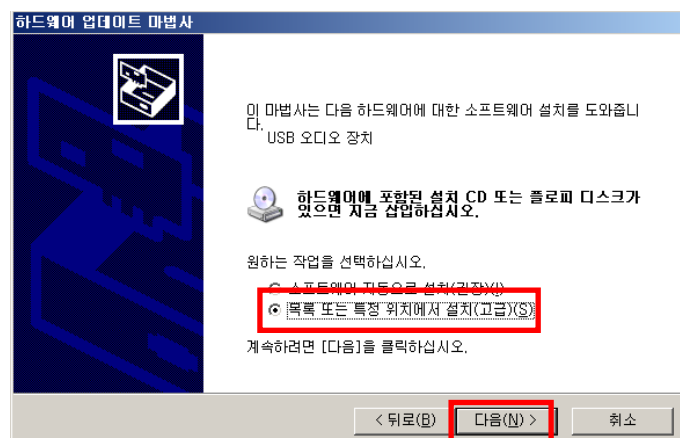 하드웨어 업데이트 마법사
이 마법사는 다음 하드웨어에 대한 소프트웨어 설치를 도와줍니
다.
USB 오디오 장치
하드웨어에 포함된 설치 CD 또는 플로피 디스크가
있으면 지금 삽입하십시오.
원하는 작업을 선택하십시오.
소프트웨어 자동으로 설치(권장)(I)
목록 또는 특정 위치에서 설치(고급)(S)
계속하려면 [다음]을 클릭하십시오.
< 뒤로(B) 다음(N) > 취소